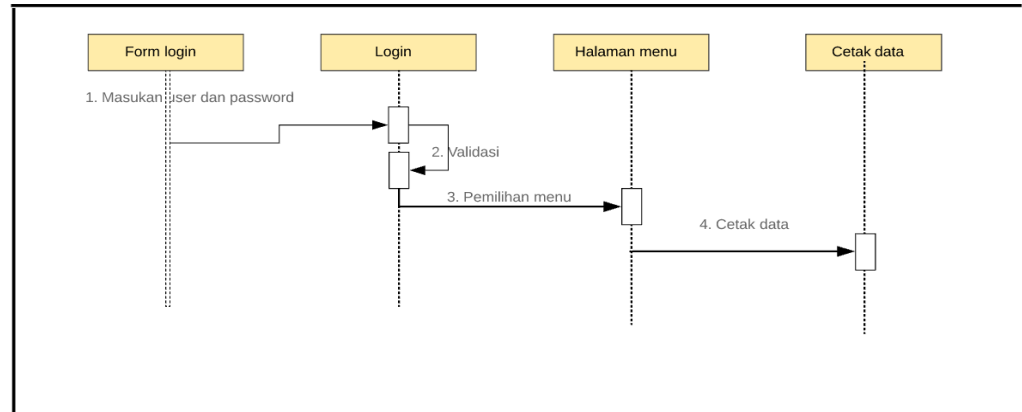 Form login
Login
Halaman menu
Cetak data
1. Masukan user dan password
2. Validasi
3. Pemilihan menu
4. Cetak data